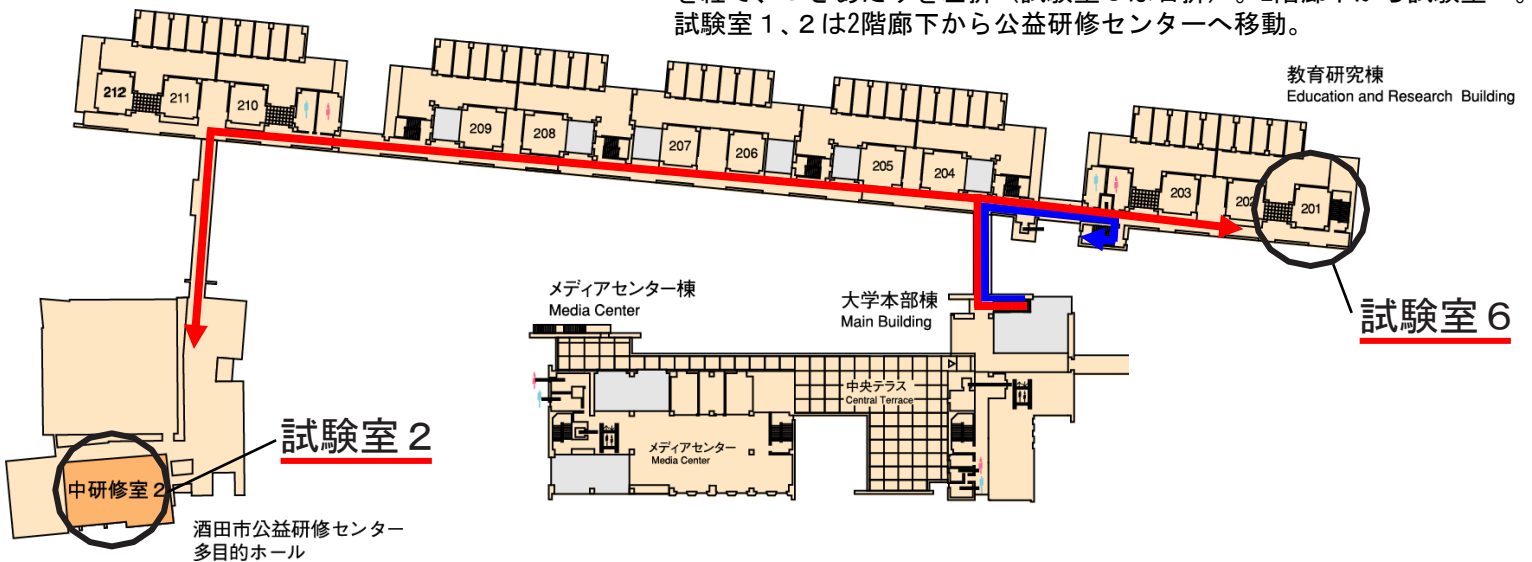 試験室１、２は2階廊下から公益研修センターへ移動。
教育研究棟
Education and Research Building
212
211
210
209
208
207
206
205
204
203
202
201
試験室６
メディアセンター棟
Media Center
大学本部棟
Main Building
中央テラス
Central Terrace
メディアセンター
Media Center
試験室２
中研修室２
酒田市公益研修センター
多目的ホール